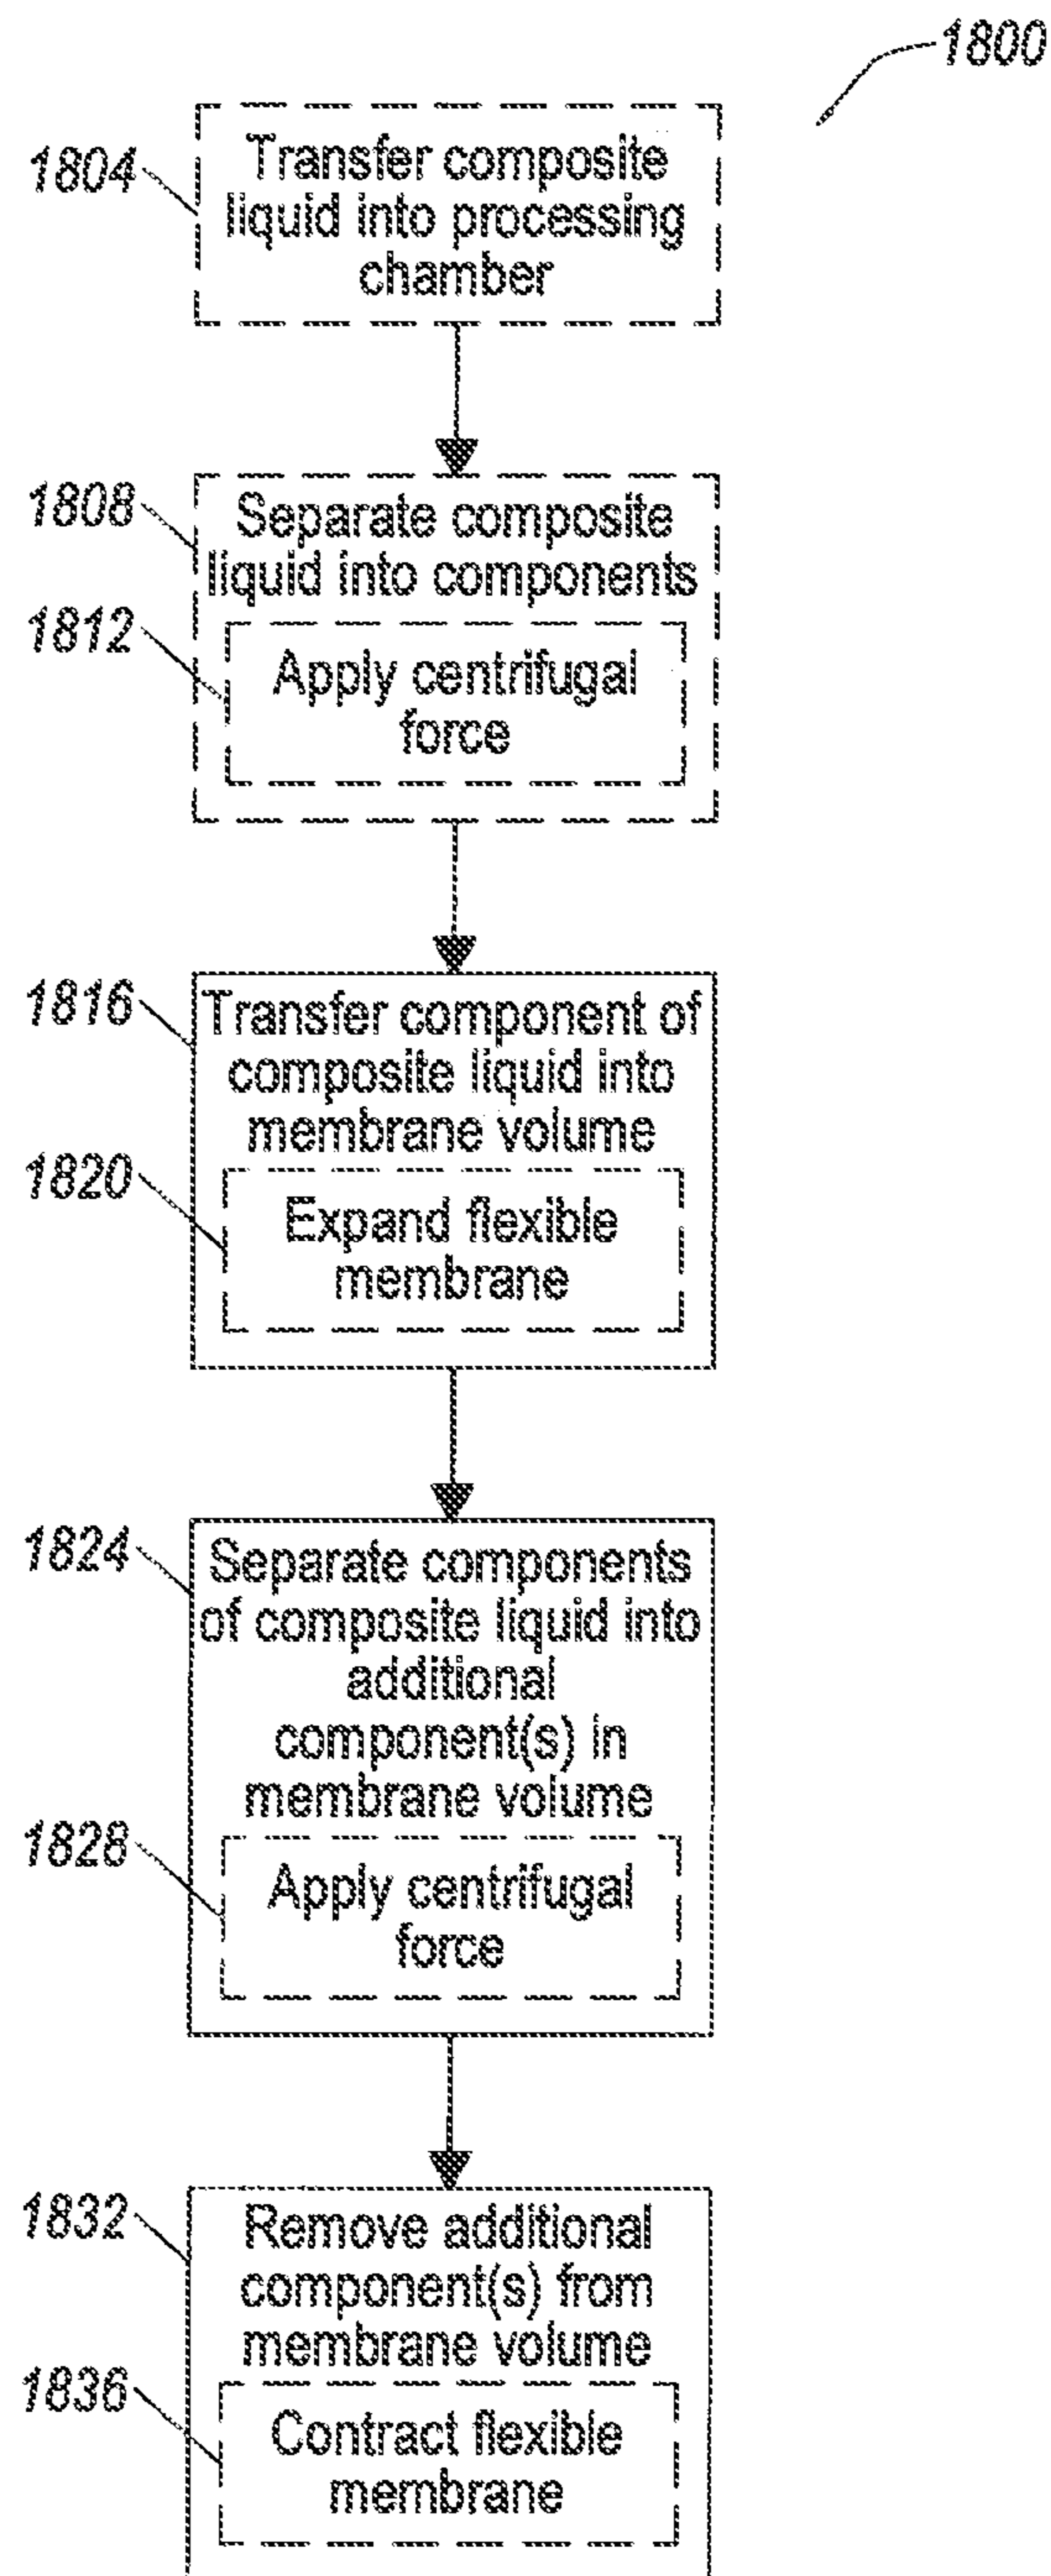 1800
1804
Transfer composite
liquid into processing
chamber
1808
Separate composite
liquid into components
1812
Apply centrifugal
force
1816
Transfer component of
composite liquid into
membrane volume
1820
Expand flexible
membrane
1824
Separate components
of composite liquid into
additional
component(s) in
membrane volume
1828
Apply centrifugal
force
1832
Remove additional
component(s) from
membrane volume
1836
Contract flexible
membrane